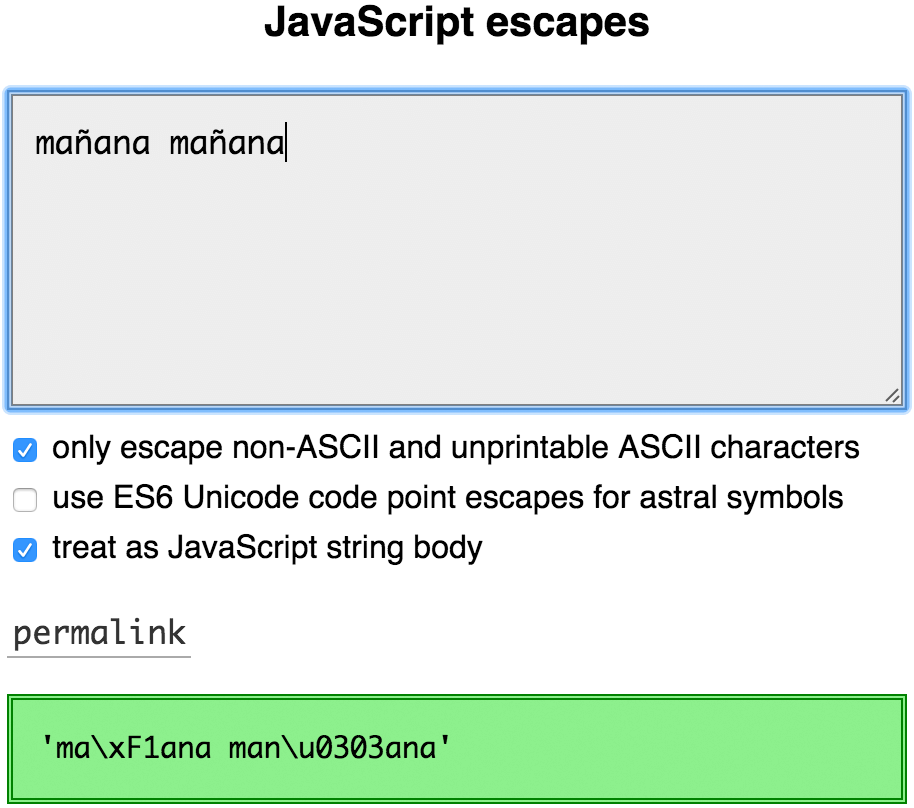 JavaScript escapes
mañana mañana
only escape non-ASCII and unprintable ASCII characters
use ES6 Unicode code point escapes for astral symbols
treat as JavaScript string body
permalink
'ma\xF1ana man\u0303ana'